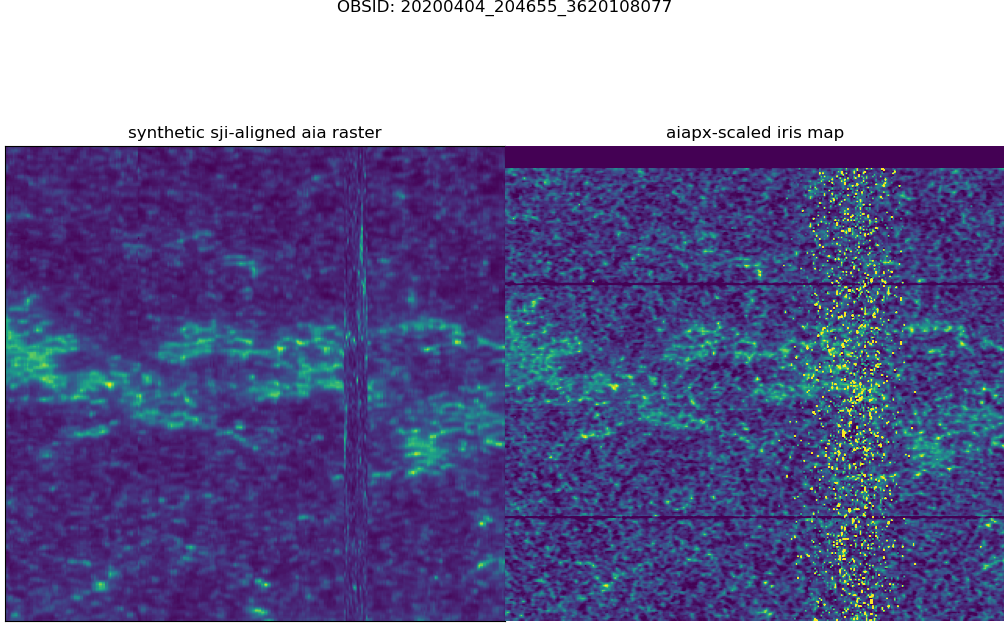 OBSID: 20200404_204655_3620108077
synthetic sji-aligned aia raster
aiapx-scaled iris map